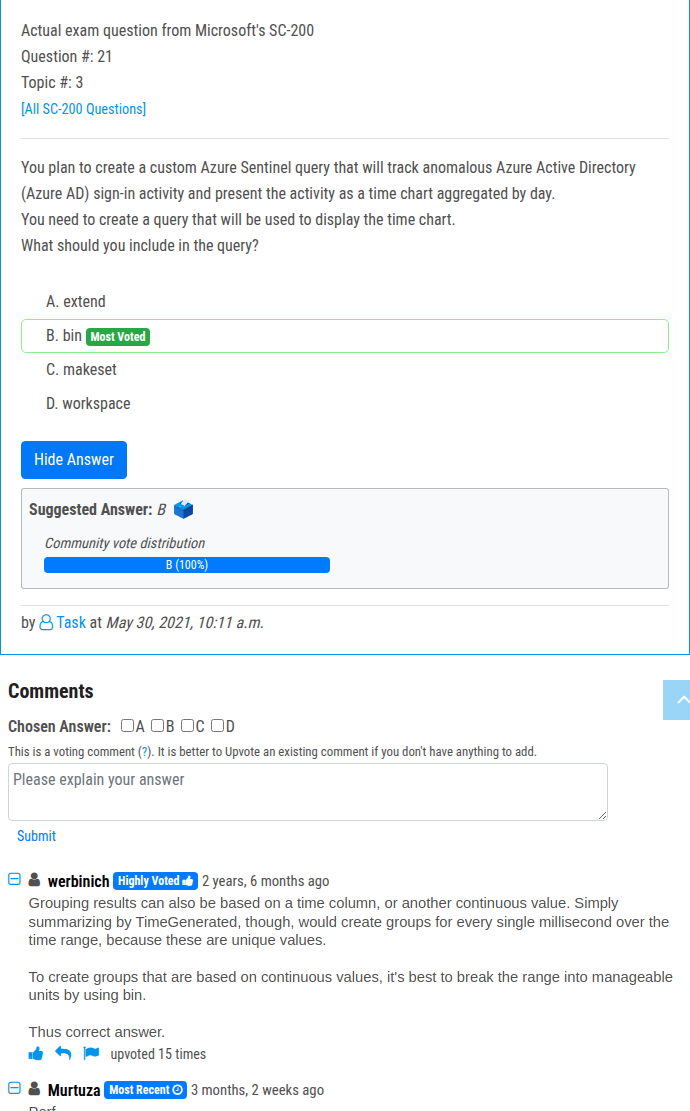 Actual exam question from Microsoft's SC-200
Question #: 21
Topic #: 3
[All SC-200 Questions]
You plan to create a custom Azure Sentinel query that will track anomalous Azure Active Directory
(Azure AD) sign-in activity and present the activity as a time chart aggregated by day.
You need to create a query that will be used to display the time chart.
What should you include in the query?
A. extend
B. bin Most Voted
C. makeset
D. workspace
Hide Answer
Suggested Answer: B
Community vote distribution
B (100%)
by Task at May 30, 2021, 10:11 a.m.
Comments
Chosen Answer: A B C D
This is a voting comment (?). It is better to Upvote an existing comment if you don't have anything to add.
Please explain your answer
Submit
werbinich Highly Voted 2 years, 6 months ago
Grouping results can also be based on a time column, or another continuous value. Simply
summarizing by TimeGenerated, though, would create groups for every single millisecond over the
time range, because these are unique values.
To create groups that are based on continuous values, it's best to break the range into manageable
units by using bin.
Thus correct answer.
upvoted 15 times
Murtuza Most Recent 3 months, 2 weeks ago